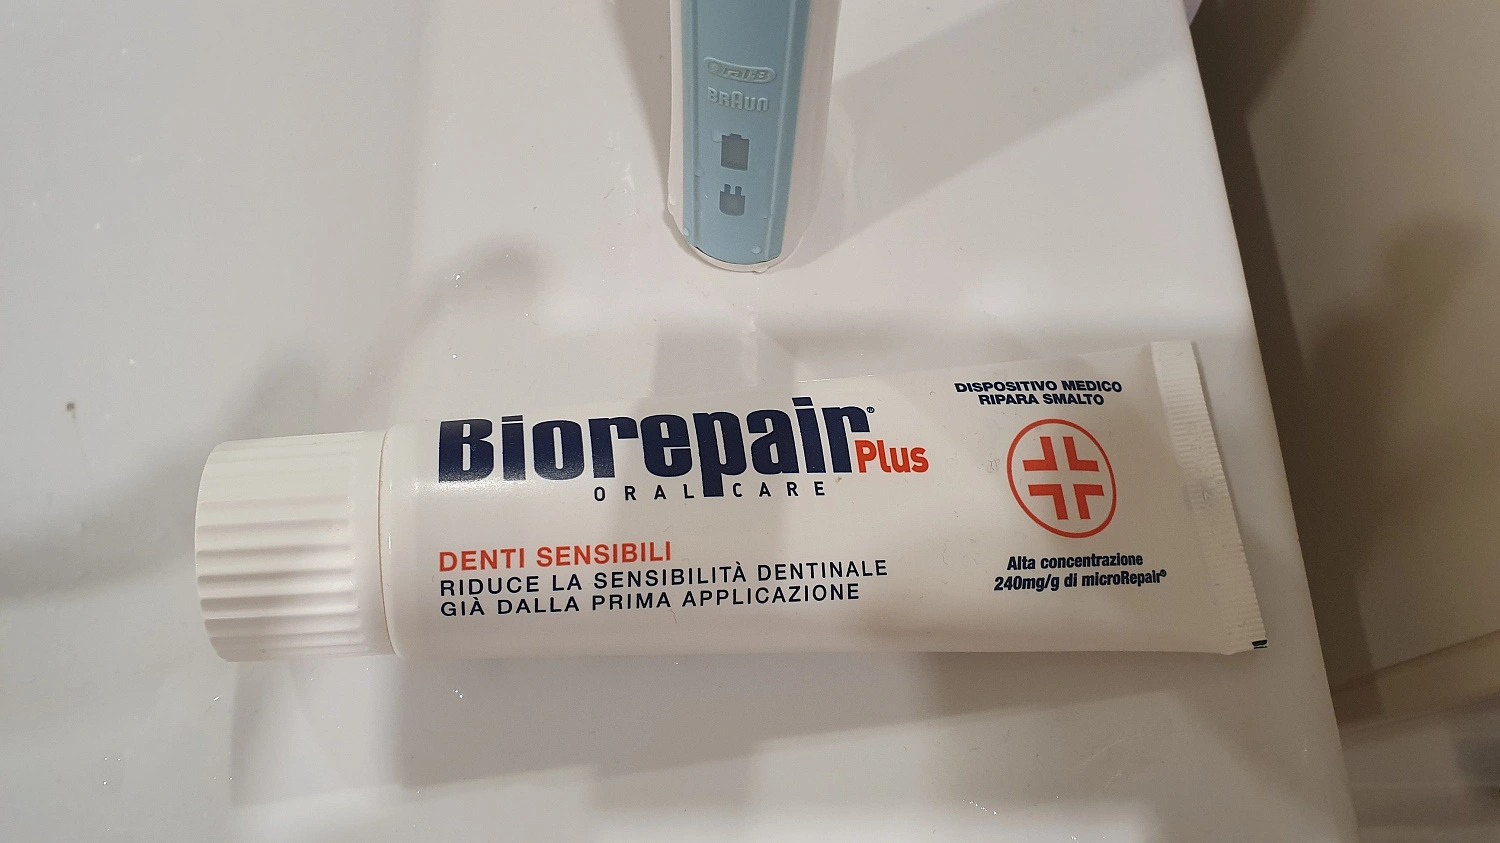 Oral-B
BRAUN
Biorepair® Plus
ORAL CARE
DENTI SENSIBILI
RIDUCE LA SENSIBILITÀ DENTINALE
GIÀ DALLA PRIMA APPLICAZIONE
DISPOSITIVO MEDICO
RIPARA SMALTO
Alta concentrazione
240mg/g di microRepair®